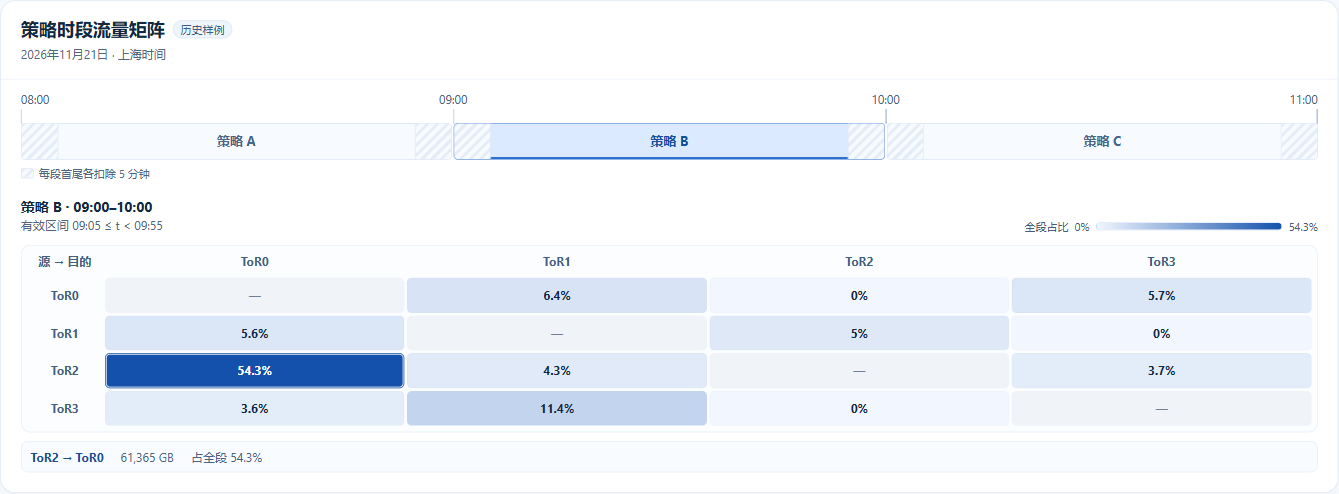 策略时段流量矩阵 历史样例
2026年11月21日 · 上海时间
08:00 09:00 10:00 11:00
策略 A 策略 B 策略 C
每段首尾各扣除 5 分钟
策略 B · 09:00–10:00
有效区间 09:05 ≤ t < 09:55 全段占比 0% 54.3%
源 → 目的 ToR0 ToR1 ToR2 ToR3
ToR0 — 6.4% 0% 5.7%
ToR1 5.6% — 5% 0%
ToR2 54.3% 4.3% — 3.7%
ToR3 3.6% 11.4% 0% —
ToR2 → ToR0 61,365 GB 占全段 54.3%